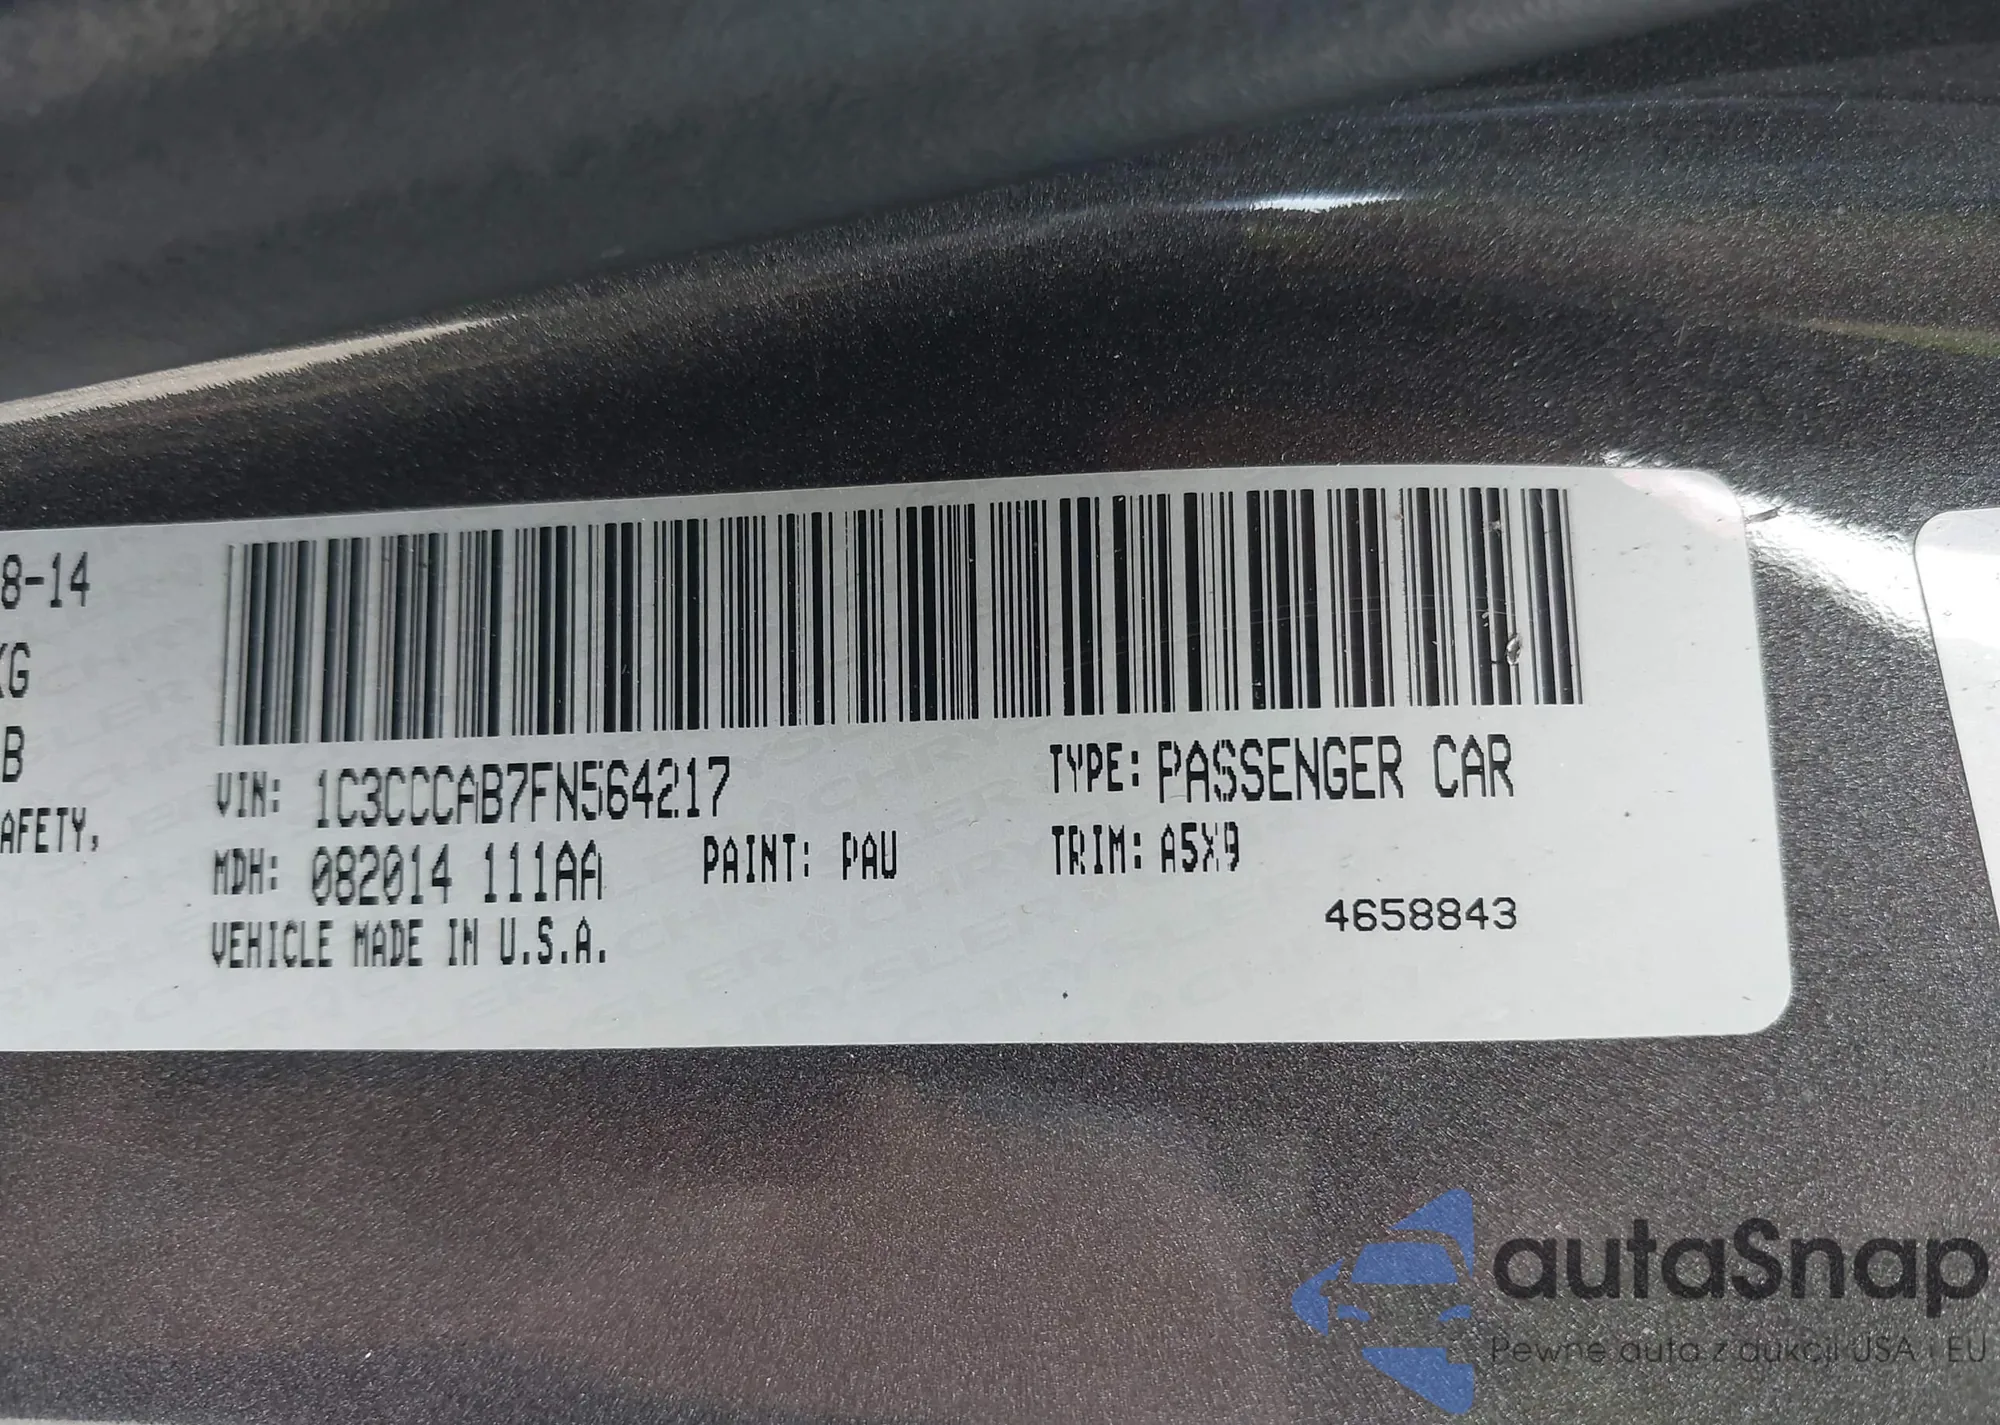 8-14
KG
B
AFETY,
VIN: 1C3CCCAB7FN564217
TYPE: PASSENGER CAR
MDH: 082014 111AA
PAINT: PAU
TRIM: A5X9
VEHICLE MADE IN U.S.A.
4658843
autaSnap
Pewne auta z aukcji USA i EU